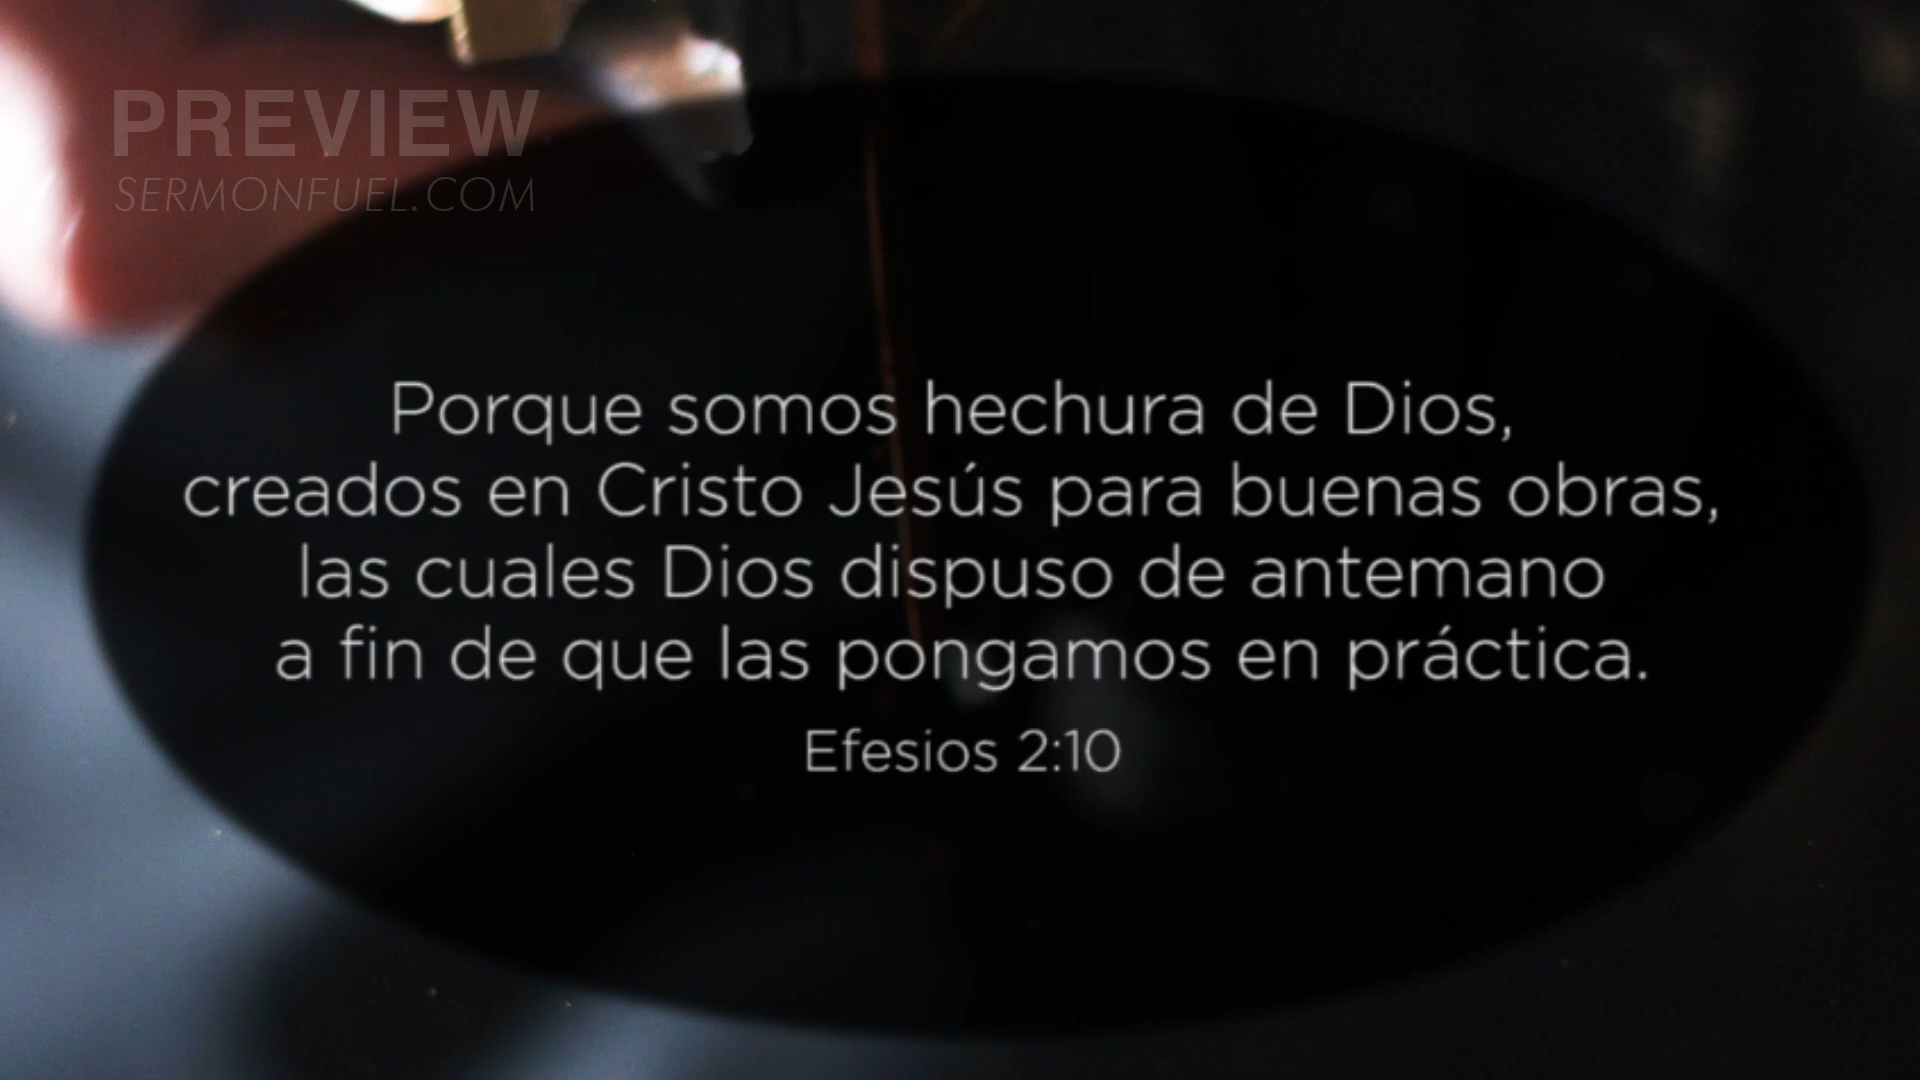 PREVIEW
SERMONFUEL.COM
Porque somos hechura de Dios,
creados en Cristo Jesús para buenas obras,
las cuales Dios dispuso de antemano
a fin de que las pongamos en práctica.
Efesios 2:10